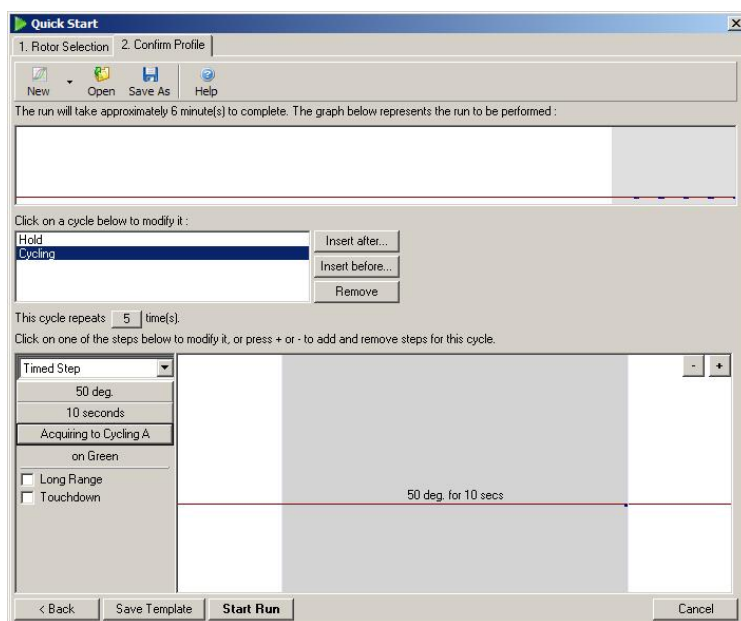 Quick Start
1. Rotor Selection 2. Confirm Profile
New Open Save As Help
The run will take approximately 6 minute(s) to complete. The graph below represents the run to be performed :
Click on a cycle below to modify it :
Hold
Cycling
Insert after...
Insert before...
Remove
This cycle repeats 5 time(s).
Click on one of the steps below to modify it, or press + or - to add and remove steps for this cycle.
Timed Step
- +
50 deg.
10 seconds
Acquiring to Cycling A
on Green
Long Range
Touchdown
50 deg. for 10 secs
< Back Save Template Start Run Cancel